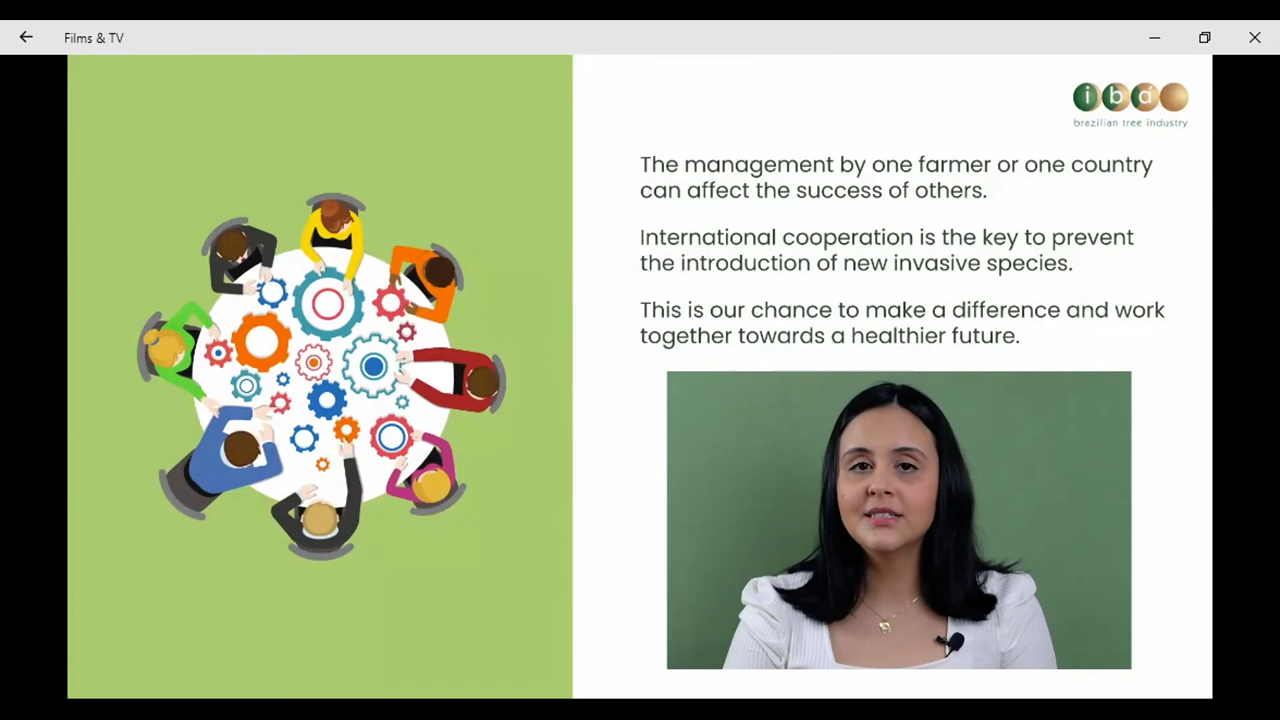 Films & TV
ibá
brazilian tree industry
The management by one farmer or one country
can affect the success of others.
International cooperation is the key to prevent
the introduction of new invasive species.
This is our chance to make a difference and work
together towards a healthier future.